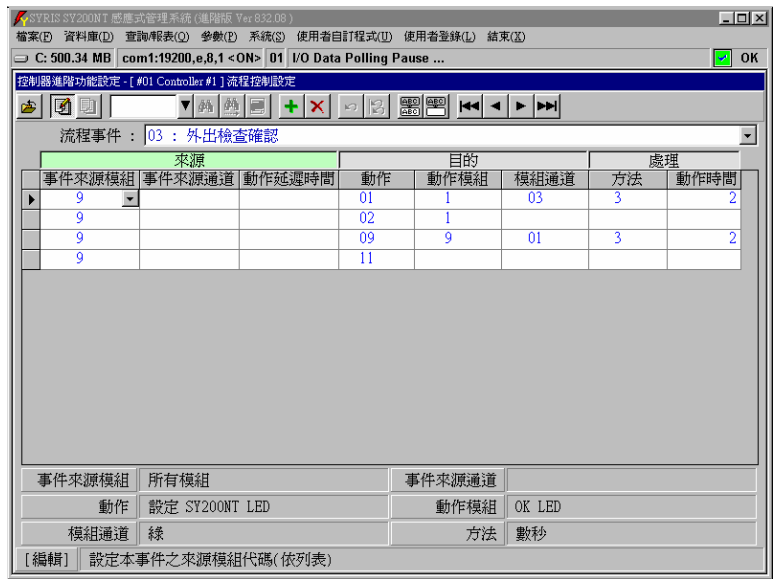 SYRIS SY200NT 感應式管理系統 (進階版 Ver 832.08 )
檔案(F) 資料庫(D) 查詢/報表(Q) 參數(P) 系統(S) 使用者自訂程式(U) 使用者登錄(L) 結束(X)
C: 500.34 MB com1:19200,e,8,1 <ON> 01 I/O Data Polling Pause ... OK
控制器進階功能設定 - [ #01 Controller #1 ] 流程控制設定
流程事件 : 03 : 外出檢查確認
來源 目的 處理
事件來源模組 事件來源通道 動作延遲時間 動作 動作模組 模組通道 方法 動作時間
9 01 1 03 3 2
9 02 1
9 09 9 01 3 2
9 11
事件來源模組 所有模組 事件來源通道
動作 設定 SY200NT LED 動作模組 OK LED
模組通道 綠 方法 數秒
[編輯] 設定本事件之來源模組代碼(依列表)